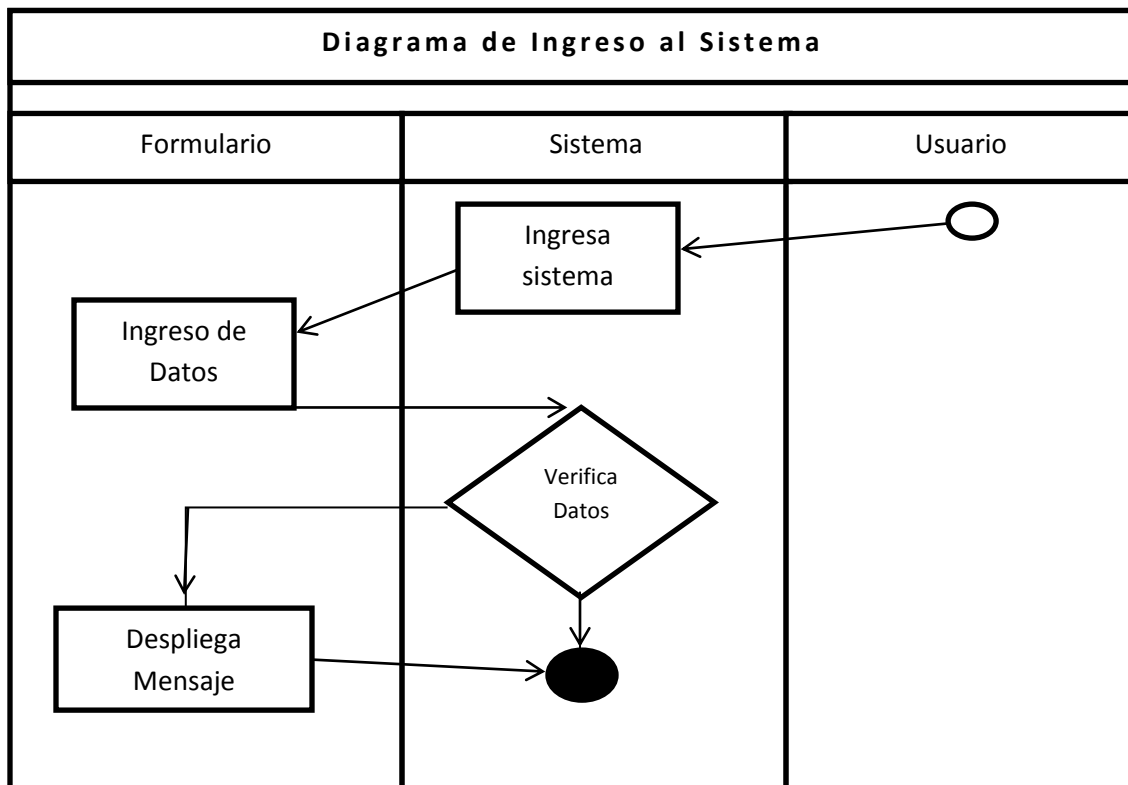 Diagrama de Ingreso al Sistema
Formulario
Sistema
Usuario
Ingresa
sistema
Ingreso de
Datos
Verifica
Datos
Despliega
Mensaje